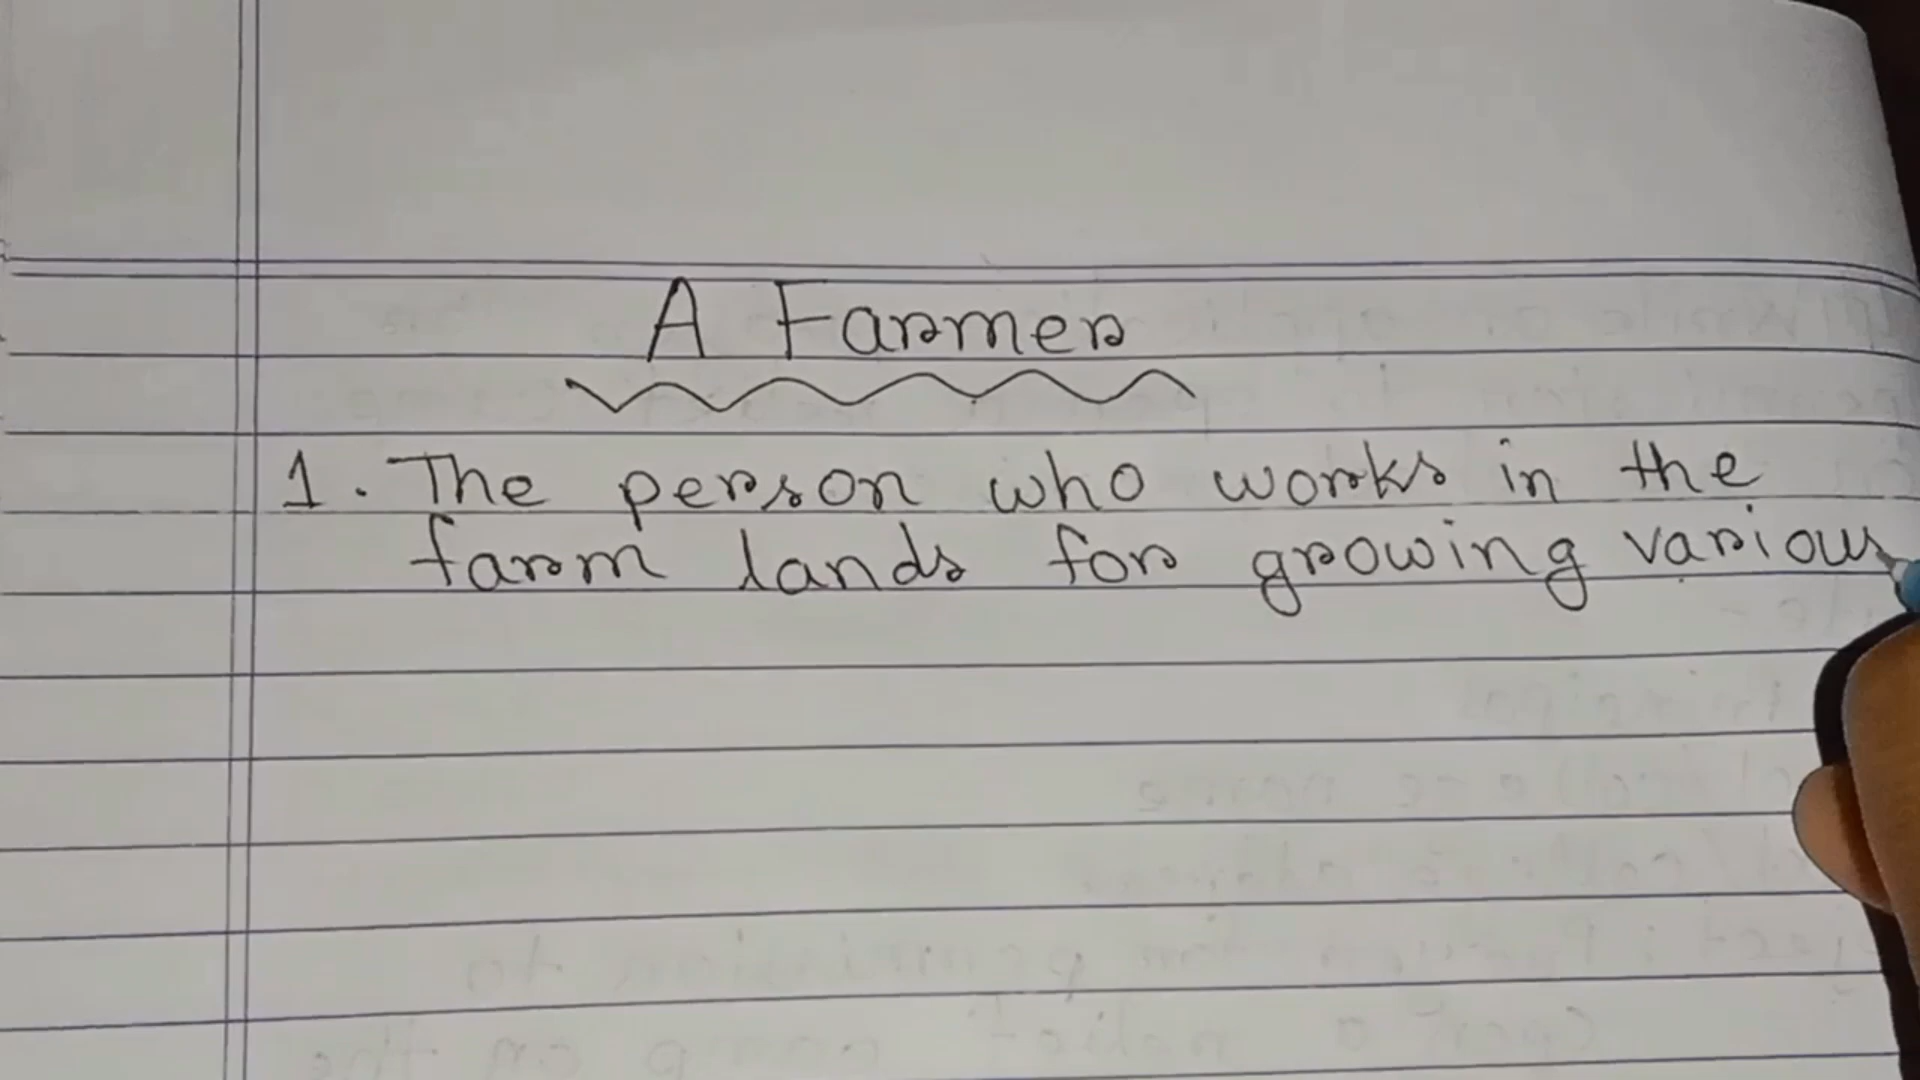 A Farmer
1. The person who works in the
farm lands for growing various